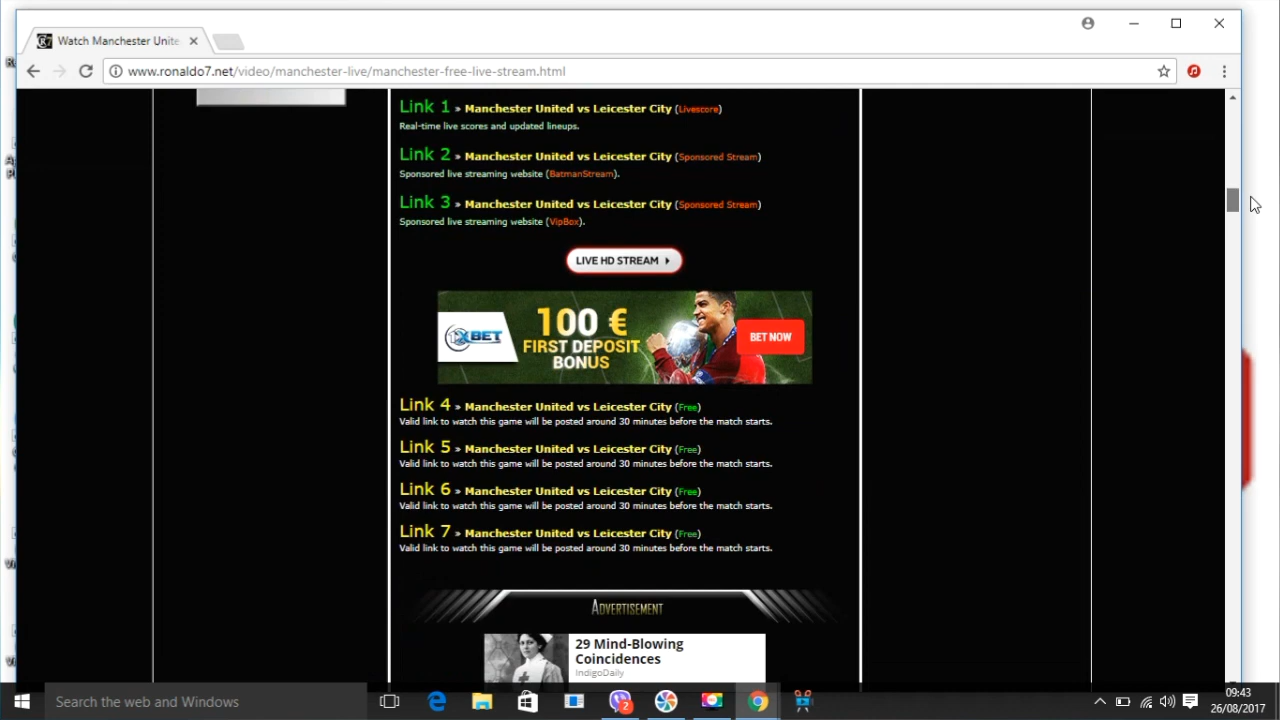 Watch Manchester Unite
www.ronaldo7.net/video/manchester-live/manchester-free-live-stream.html
Link 1 » Manchester United vs Leicester City (Livescore)
Real-time live scores and updated lineups.
Link 2 » Manchester United vs Leicester City (Sponsored Stream)
Sponsored live streaming website (BatmanStream).
Link 3 » Manchester United vs Leicester City (Sponsored Stream)
Sponsored live streaming website (VipBox).
LIVE HD STREAM
1XBET
100 €
FIRST DEPOSIT
BONUS
BET NOW
Link 4 » Manchester United vs Leicester City (Free)
Valid link to watch this game will be posted around 30 minutes before the match starts.
Link 5 » Manchester United vs Leicester City (Free)
Valid link to watch this game will be posted around 30 minutes before the match starts.
Link 6 » Manchester United vs Leicester City (Free)
Valid link to watch this game will be posted around 30 minutes before the match starts.
Link 7 » Manchester United vs Leicester City (Free)
Valid link to watch this game will be posted around 30 minutes before the match starts.
ADVERTISEMENT
29 Mind-Blowing
Coincidences
IndigoDaily
Search the web and Windows
2
09:43
26/08/2017